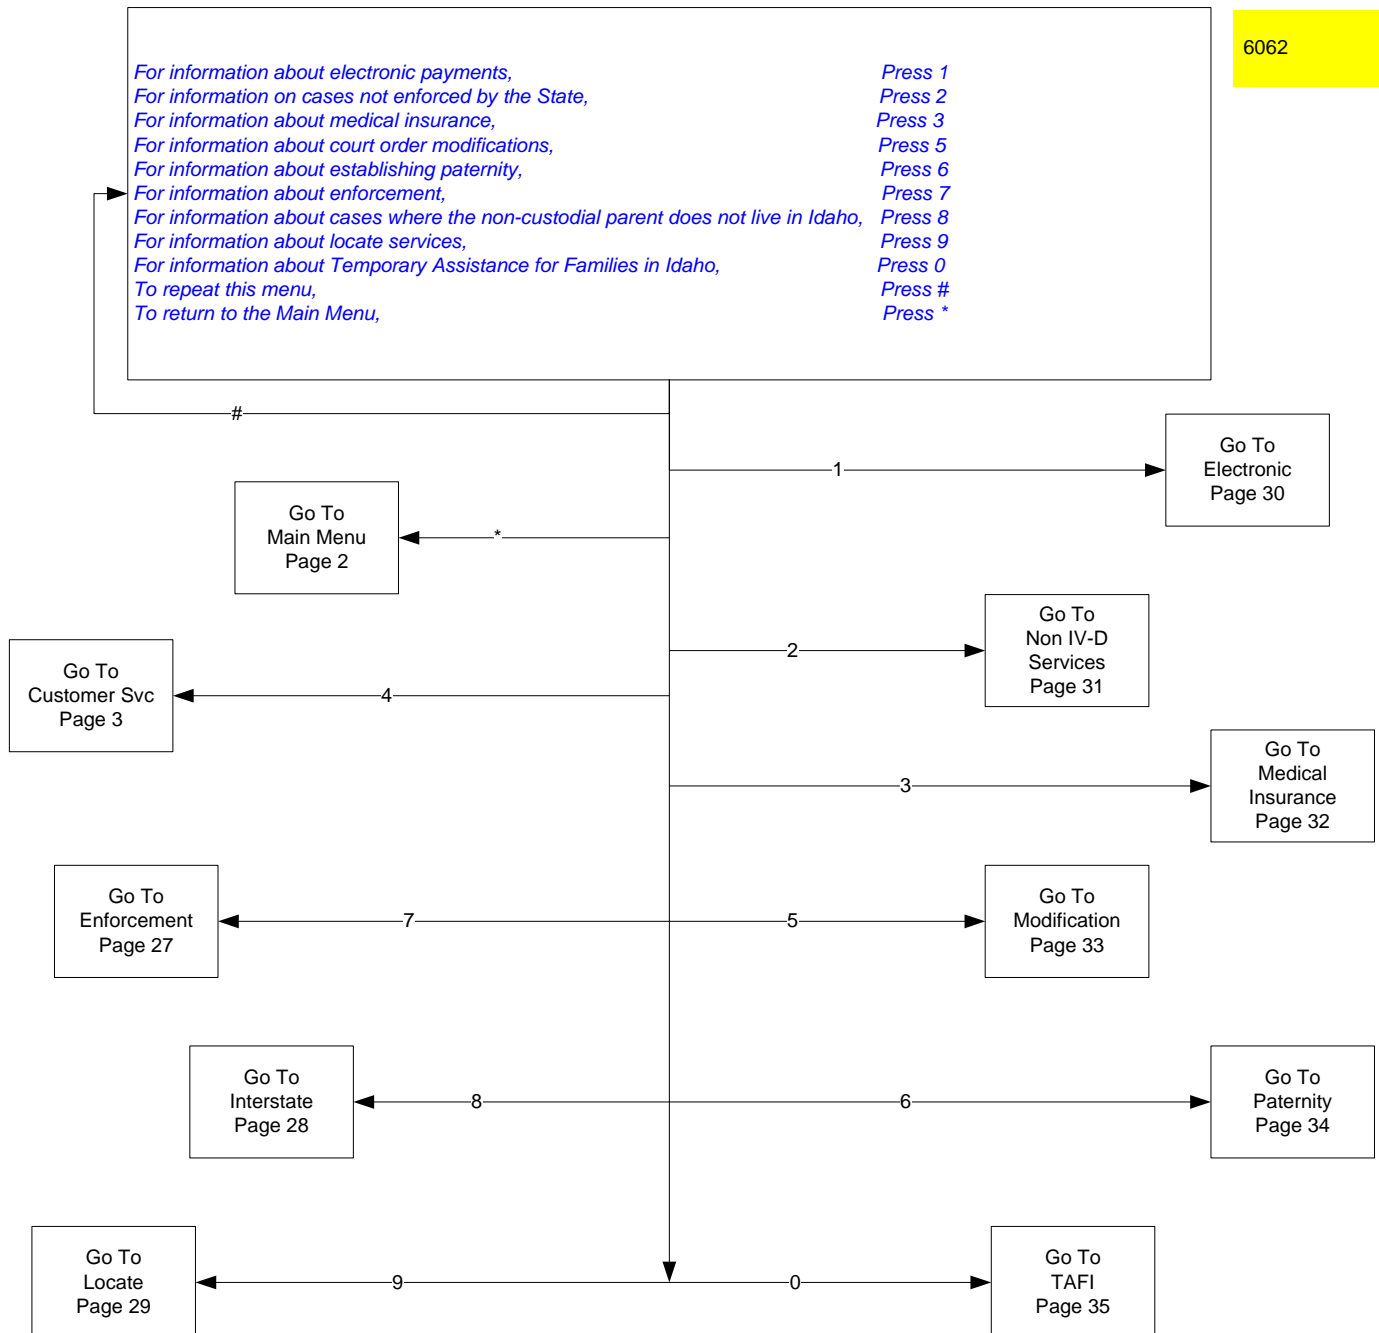 6062
For information about electronic payments, Press 1
For information on cases not enforced by the State, Press 2
For information about medical insurance, Press 3
For information about court order modifications, Press 5
For information about establishing paternity, Press 6
For information about enforcement, Press 7
For information about cases where the non-custodial parent does not live in Idaho, Press 8
For information about locate services, Press 9
For information about Temporary Assistance for Families in Idaho, Press 0
To repeat this menu, Press #
To return to the Main Menu, Press *
#
1
Go To
Electronic
Page 30
Go To
Main Menu
Page 2
*
2
Go To
Non IV-D
Services
Page 31
Go To
Customer Svc
Page 3
4
3
Go To
Medical
Insurance
Page 32
Go To
Enforcement
Page 27
7
5
Go To
Modification
Page 33
Go To
Interstate
Page 28
8
6
Go To
Paternity
Page 34
Go To
Locate
Page 29
9
0
Go To
TAFI
Page 35